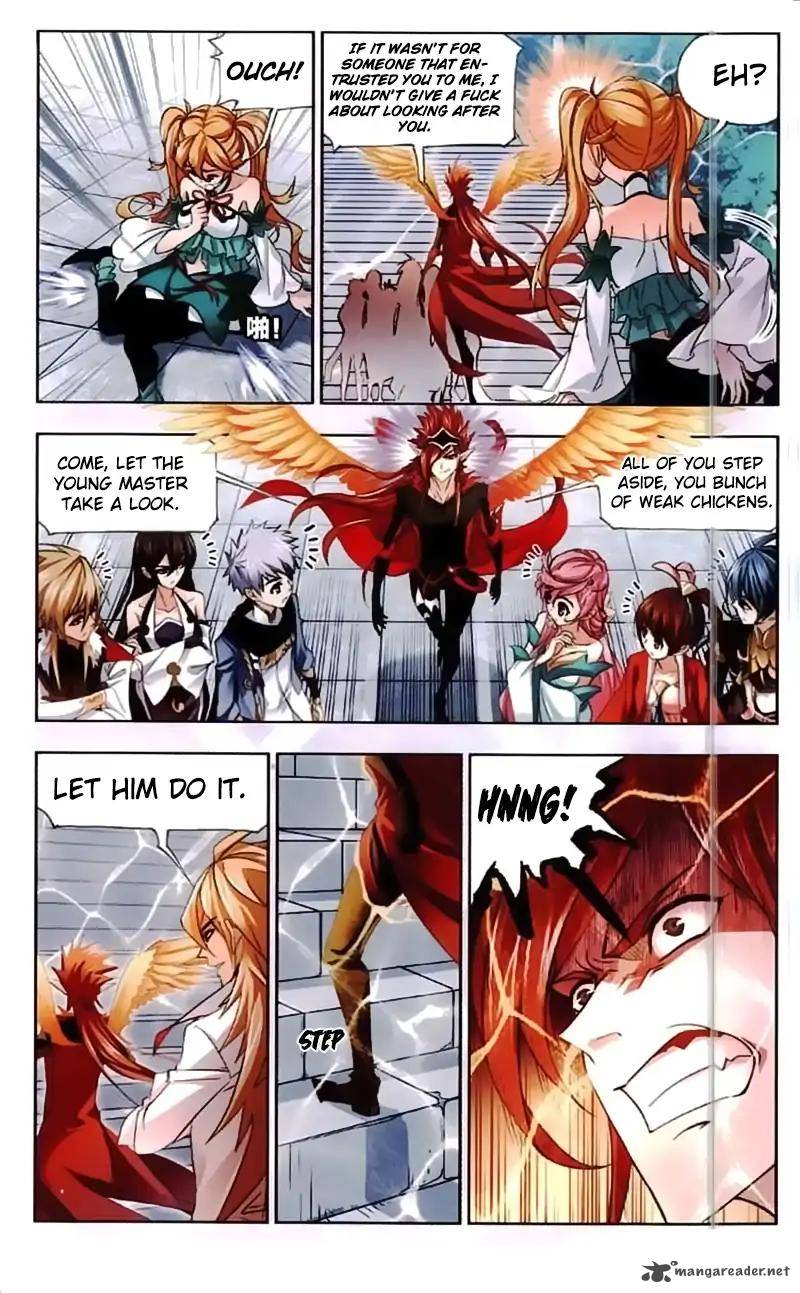 OUCH!
啪!
IF IT WASN'T FOR
SOMEONE THAT EN-
TRUSTED YOU TO ME, I
WOULDN'T GIVE A FUCK
ABOUT LOOKING AFTER
YOU.
EH?
COME, LET THE
YOUNG MASTER
TAKE A LOOK.
ALL OF YOU STEP
ASIDE, YOU BUNCH
OF WEAK CHICKENS.
LET HIM DO IT.
STEP
HNNG!
mangareader.net